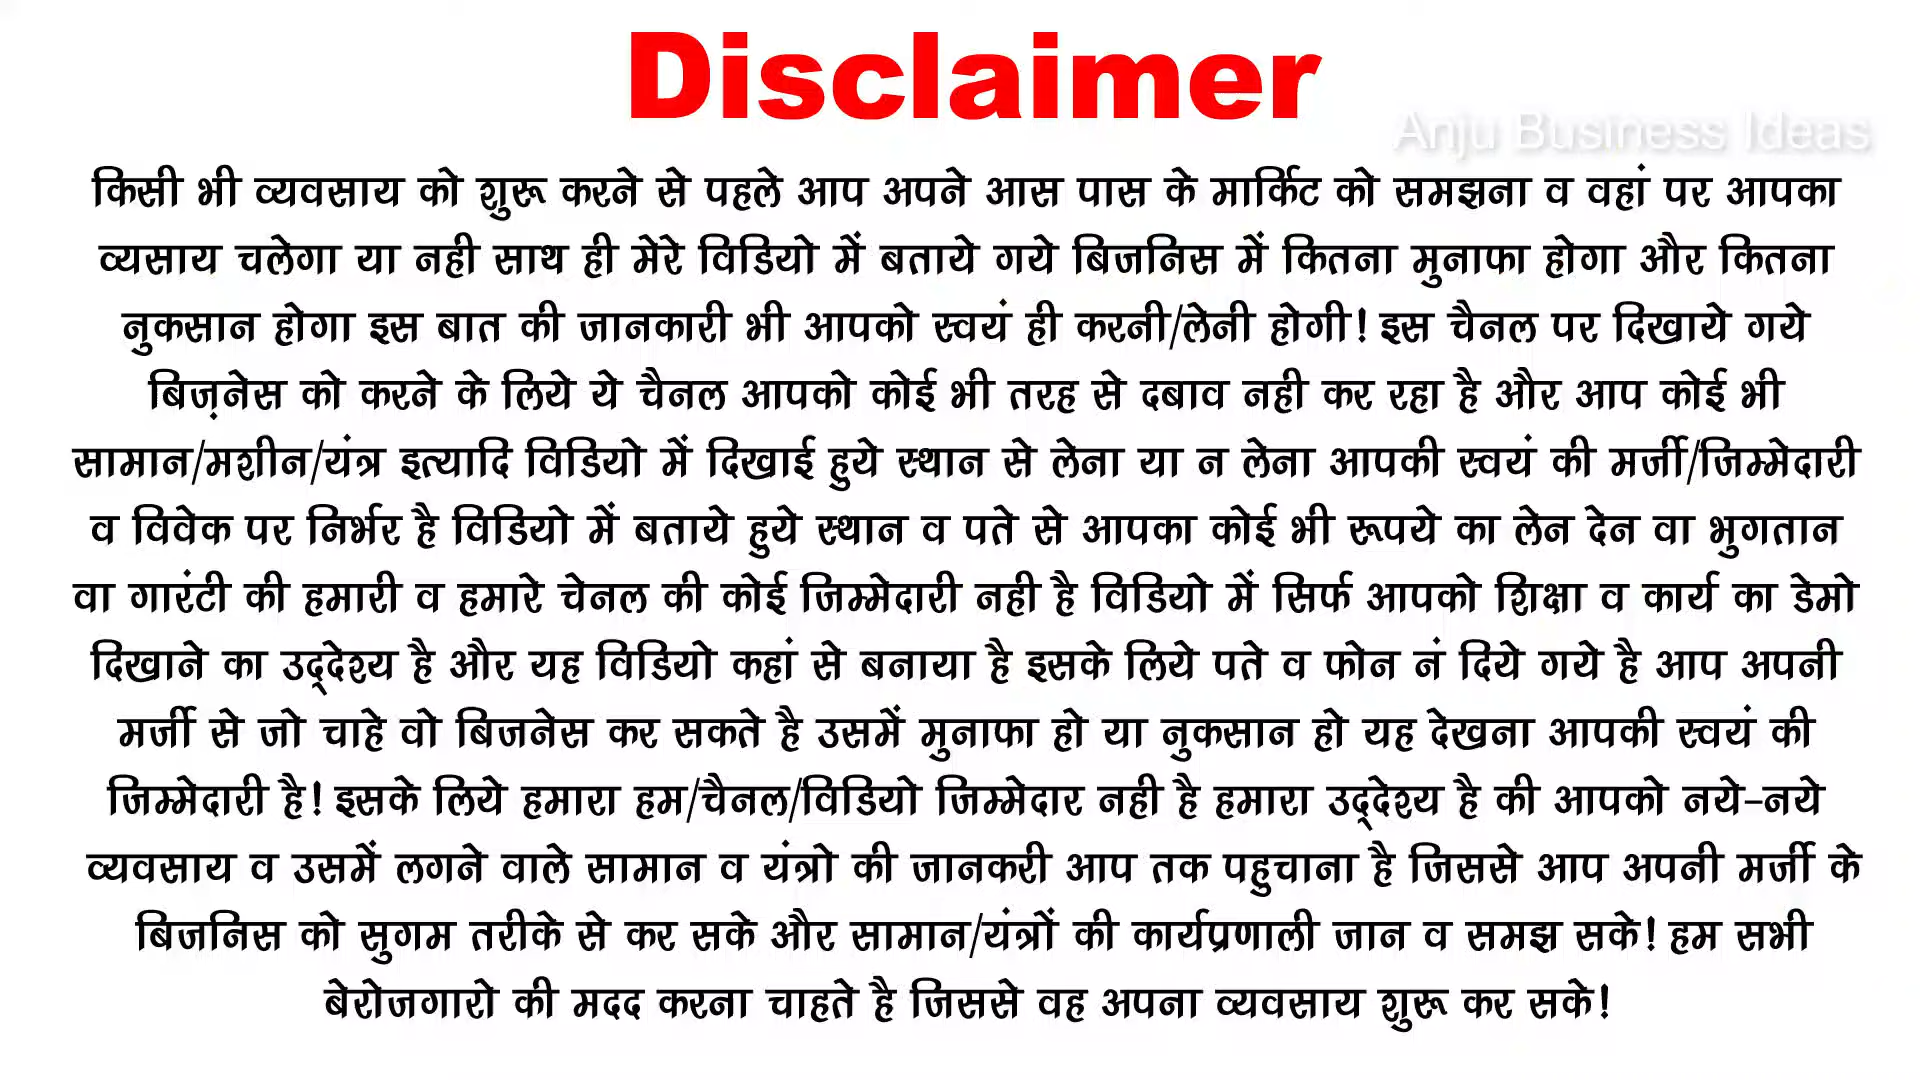 Disclaimer
Anju Business Ideas
किसी भी व्यवसाय को शुरू करने से पहले आप अपने आस पास के मार्किट को समझना व वहां पर आपका
व्यसाय चलेगा या नही साथ ही मेरे विडियो में बताये गये बिजनिस में कितना मुनाफा होगा और कितना
नुकसान होगा इस बात की जानकारी भी आपको स्वयं ही करनी/लेनी होगी! इस चैनल पर दिखाये गये
बिज़नेस को करने के लिये ये चैनल आपको कोई भी तरह से दबाव नही कर रहा है और आप कोई भी
सामान/मशीन/यंत्र इत्यादि विडियो में दिखाई हुये स्थान से लेना या न लेना आपकी स्वयं की मर्जी/जिम्मेदारी
व विवेक पर निर्भर है विडियो में बताये हुये स्थान व पते से आपका कोई भी रूपये का लेन देन वा भुगतान
वा गारंटी की हमारी व हमारे चेनल की कोई जिम्मेदारी नही है विडियो में सिर्फ आपको शिक्षा व कार्य का डेमो
दिखाने का उद्देश्य है और यह विडियो कहां से बनाया है इसके लिये पते व फोन नं दिये गये है आप अपनी
मर्जी से जो चाहे वो बिजनेस कर सकते है उसमें मुनाफा हो या नुकसान हो यह देखना आपकी स्वयं की
जिम्मेदारी है! इसके लिये हमारा हम/चैनल/विडियो जिम्मेदार नही है हमारा उद्देश्य है की आपको नये-नये
व्यवसाय व उसमें लगने वाले सामान व यंत्रो की जानकरी आप तक पहुचाना है जिससे आप अपनी मर्जी के
बिजनिस को सुगम तरीके से कर सके और सामान/यंत्रों की कार्यप्रणाली जान व समझ सके! हम सभी
बेरोजगारो की मदद करना चाहते है जिससे वह अपना व्यवसाय शुरू कर सके!